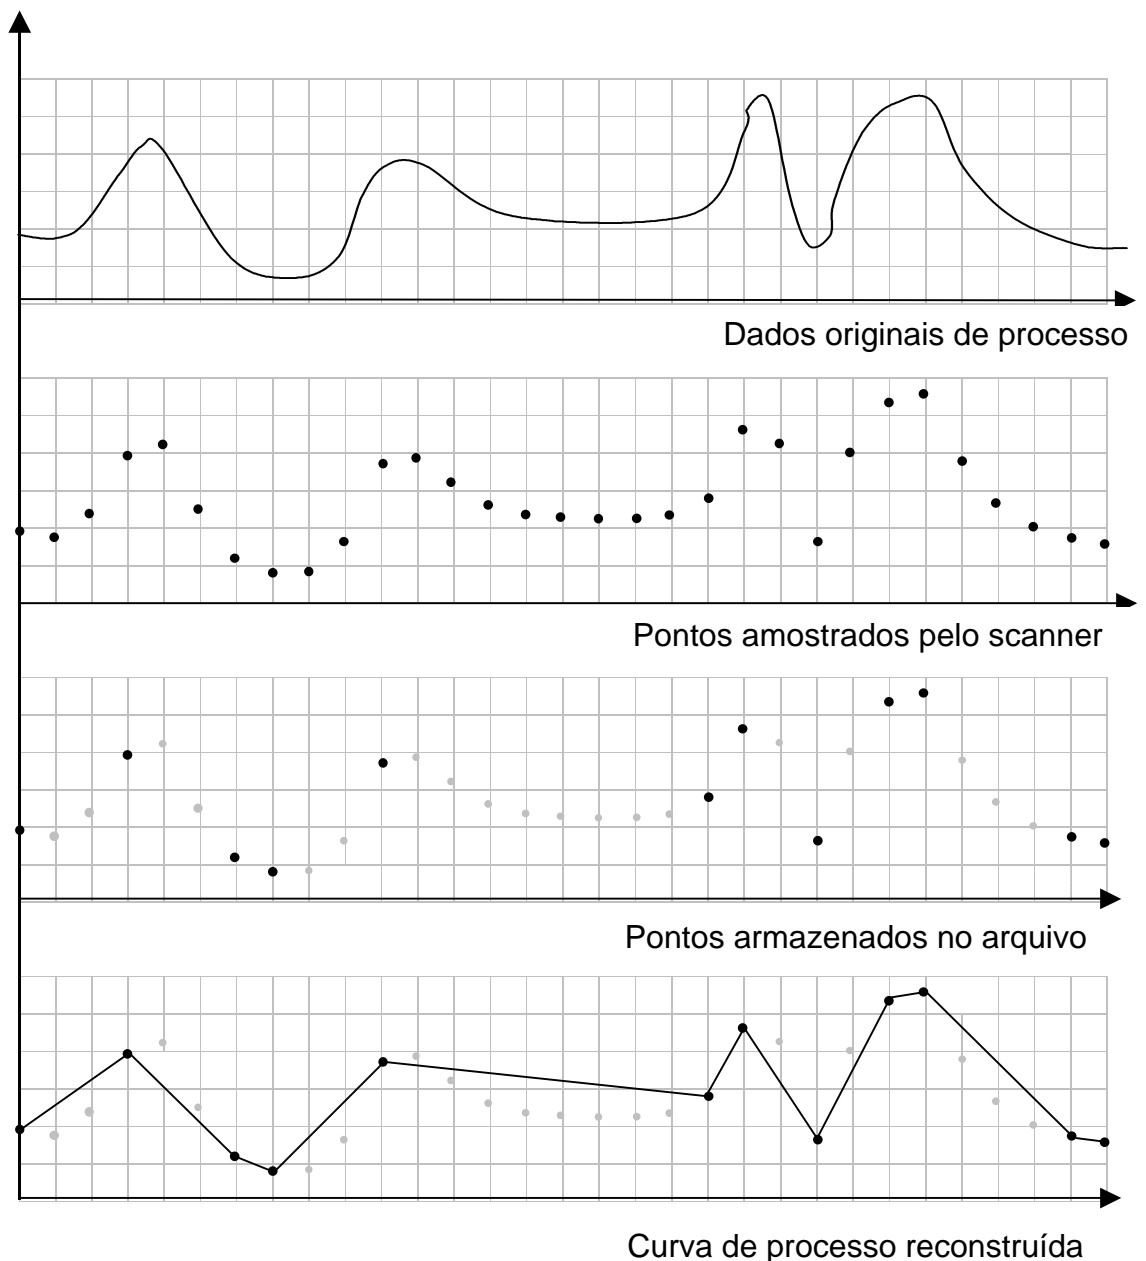 Dados originais de processo
Pontos amostrados pelo scanner
Pontos armazenados no arquivo
Curva de processo reconstruída